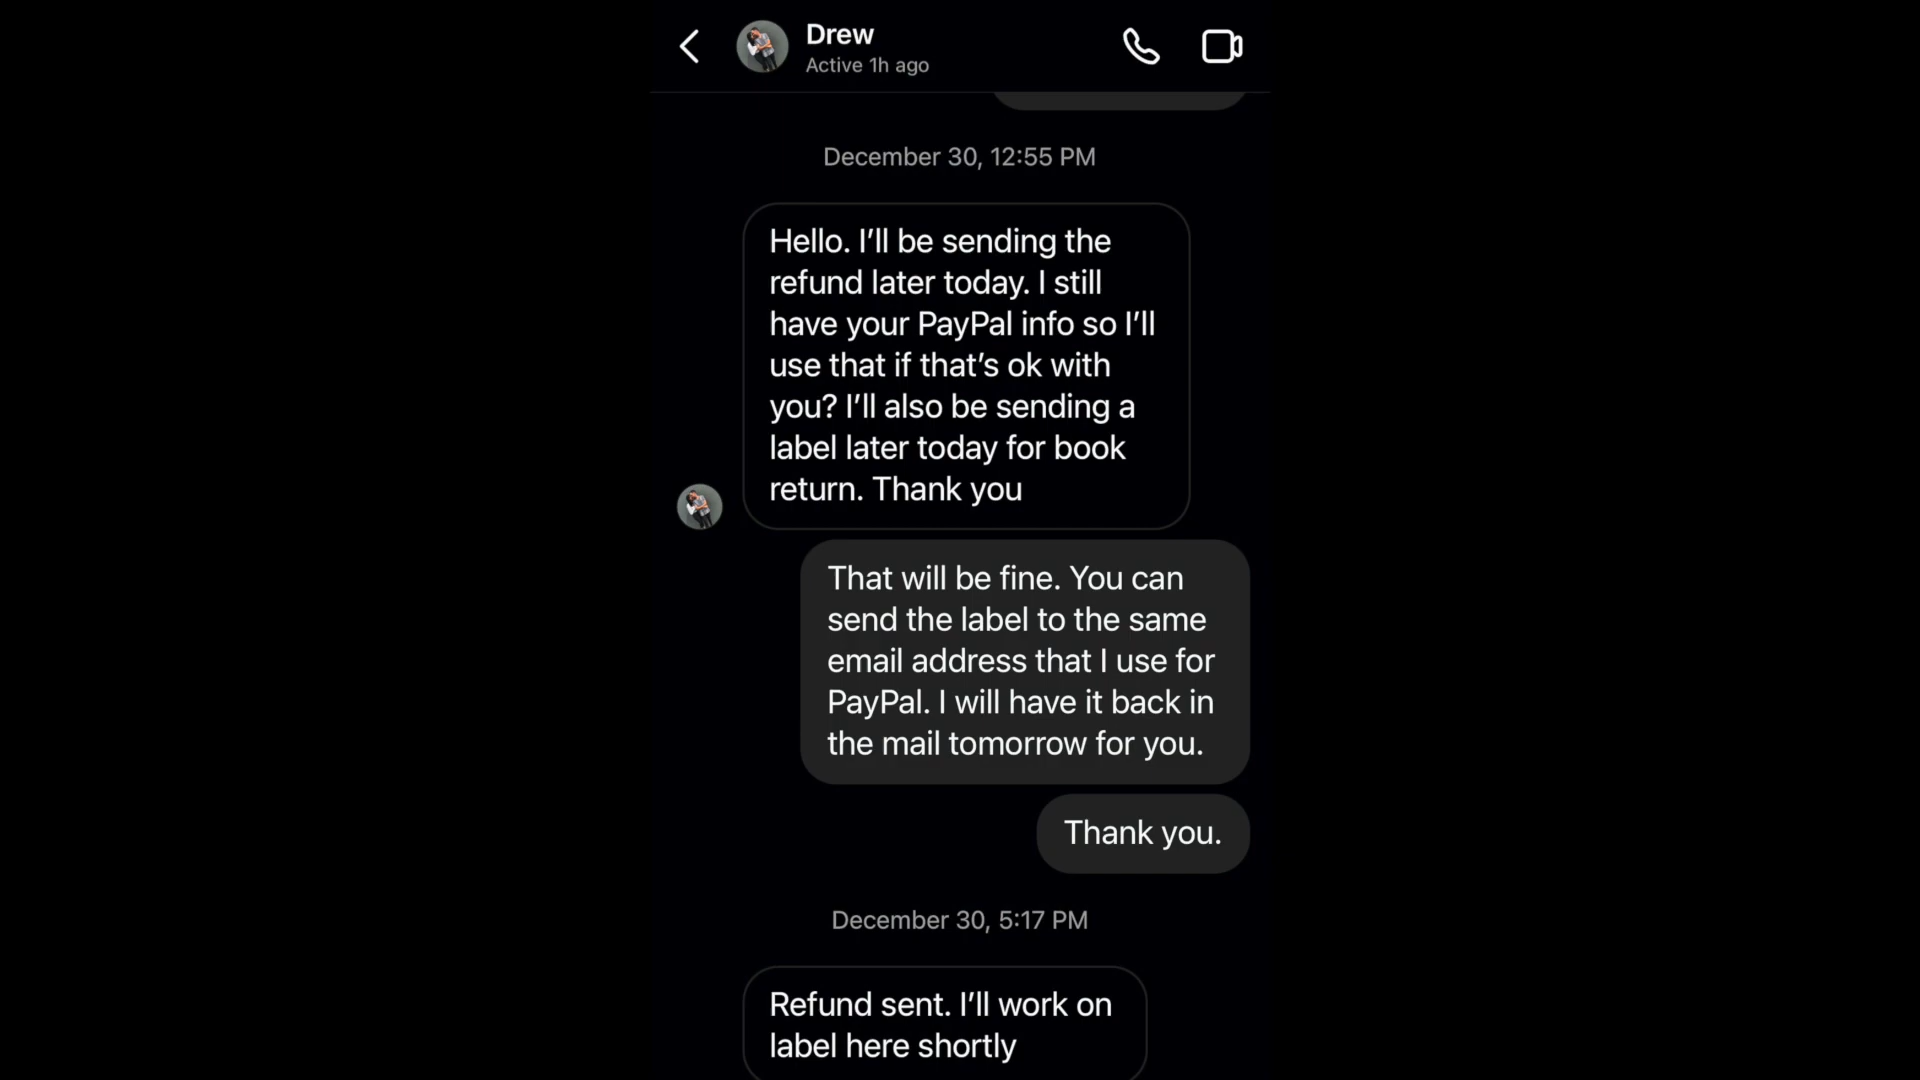 Drew
Active 1h ago
December 30, 12:55 PM
Hello. I’ll be sending the
refund later today. I still
have your PayPal info so I’ll
use that if that’s ok with
you? I’ll also be sending a
label later today for book
return. Thank you
That will be fine. You can
send the label to the same
email address that I use for
PayPal. I will have it back in
the mail tomorrow for you.
Thank you.
December 30, 5:17 PM
Refund sent. I’ll work on
label here shortly